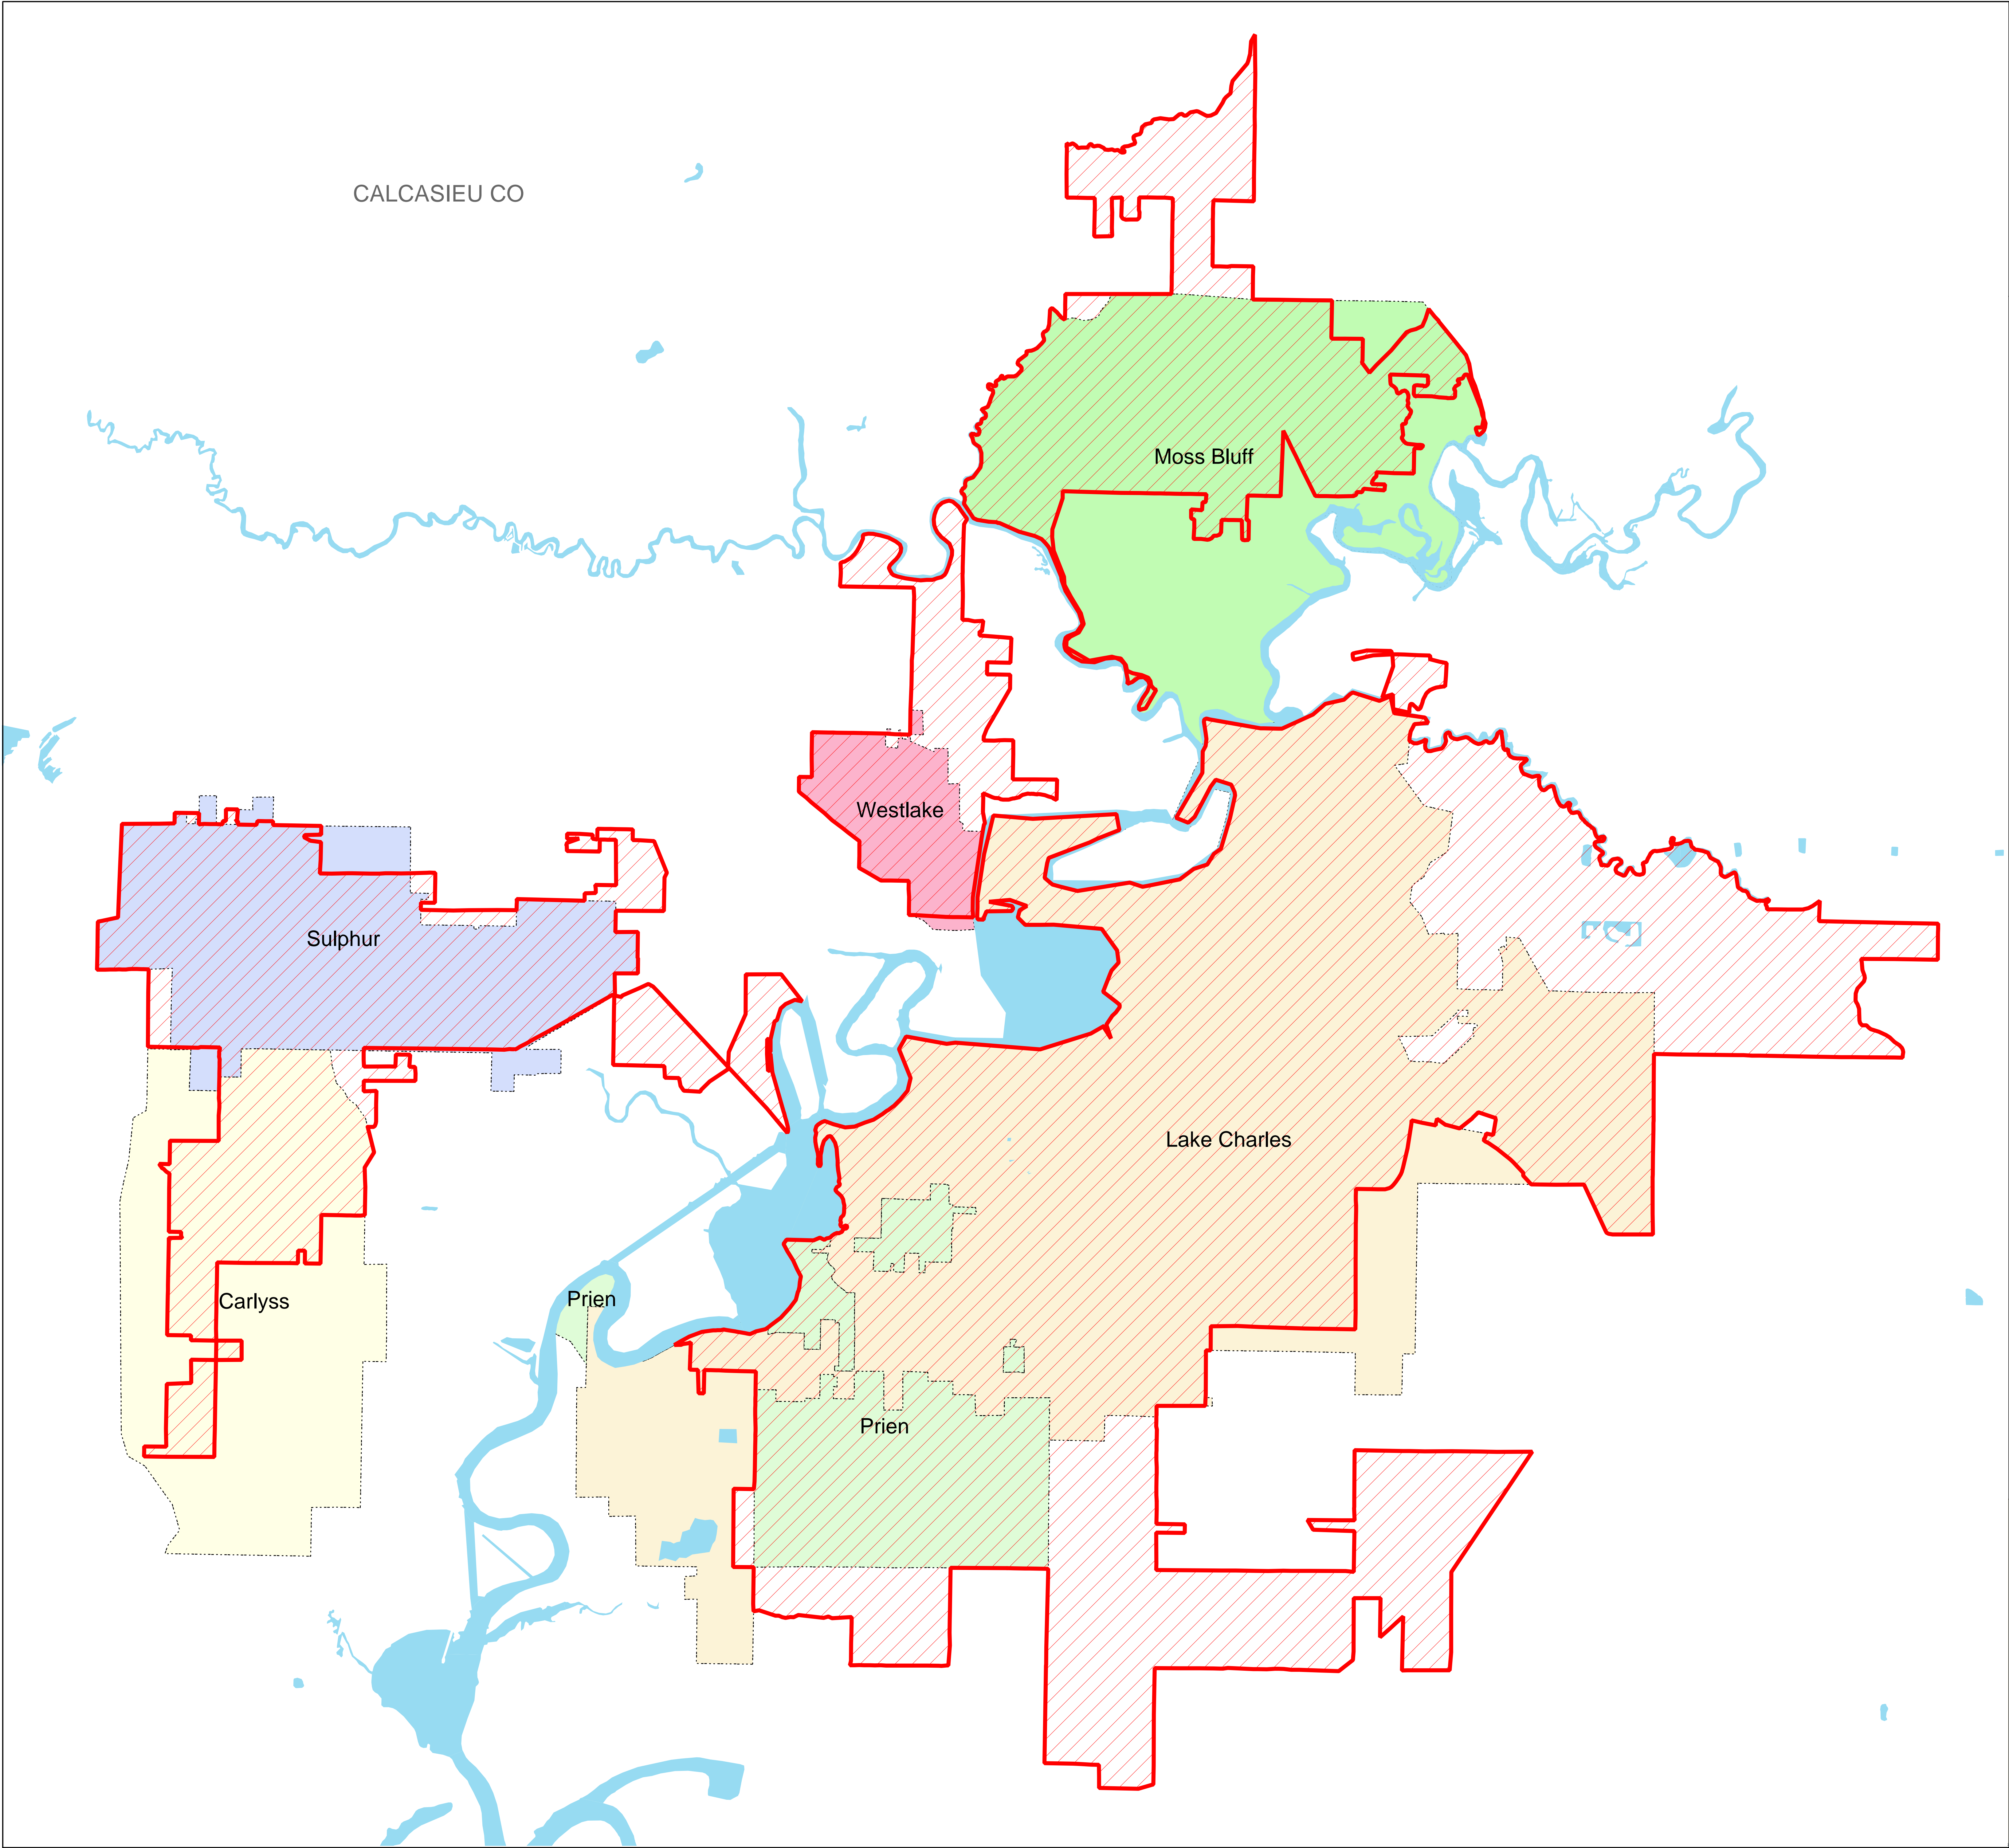 CALCASIEU CO
Moss Bluff
Westlake
Sulphur
Lake Charles
Prien
Carlyss
Prien